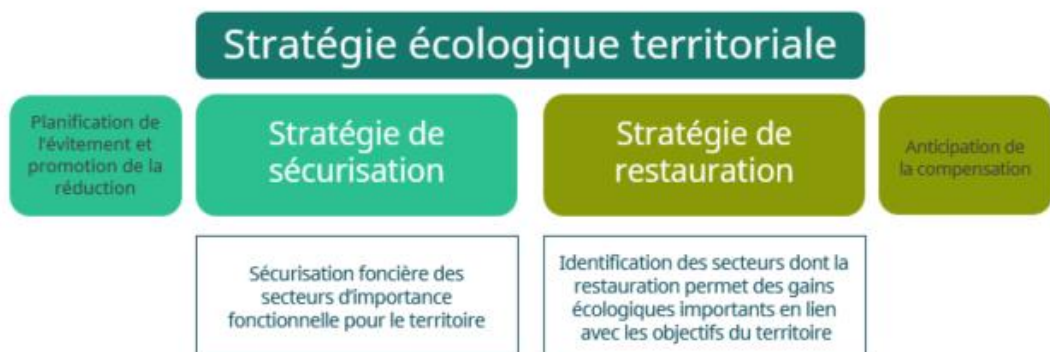 Stratégie écologique territoriale
Planification de
l'évitement et
promotion de la
réduction
Stratégie de
sécurisation
Stratégie de
restauration
Anticipation de
la compensation
Sécurisation foncière des
secteurs d'importance
fonctionnelle pour le territoire
Identification des secteurs dont la
restauration permet des gains
écologiques importants en lien
avec les objectifs du territoire